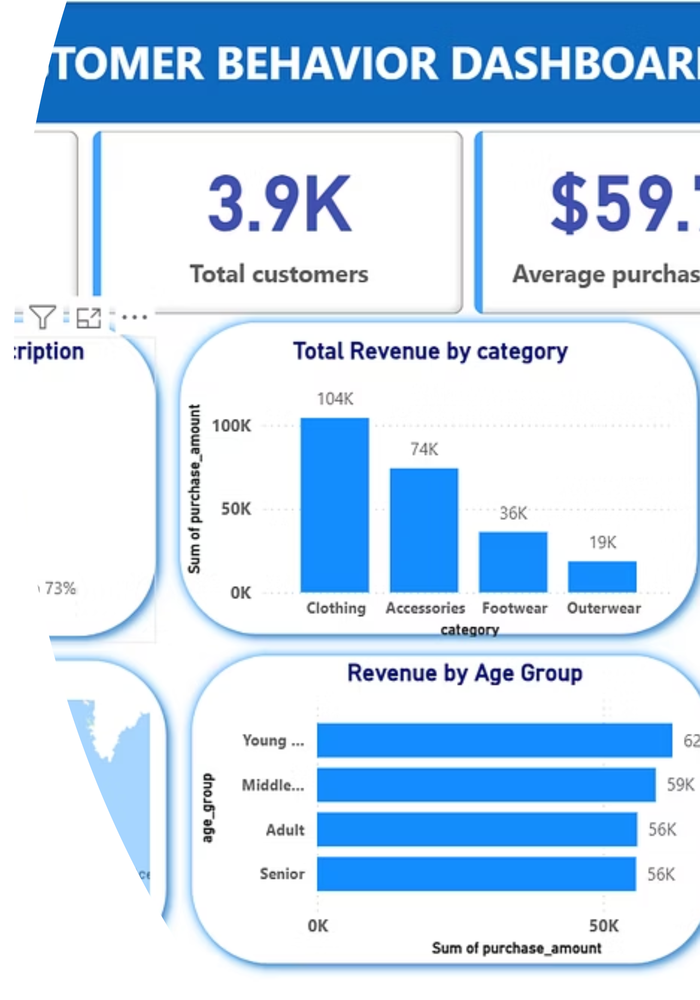 TOMER BEHAVIOR DASHBOAR
3.9K
Total customers
$59.
Average purchas
cription
73%
Total Revenue by category
Sum of purchase_amount
100K
50K
0K
104K
74K
36K
19K
Clothing Accessories Footwear Outerwear
category
Revenue by Age Group
age_group
Young ... 62
Middle... 59K
Adult 56K
Senior 56K
0K 50K
Sum of purchase_amount